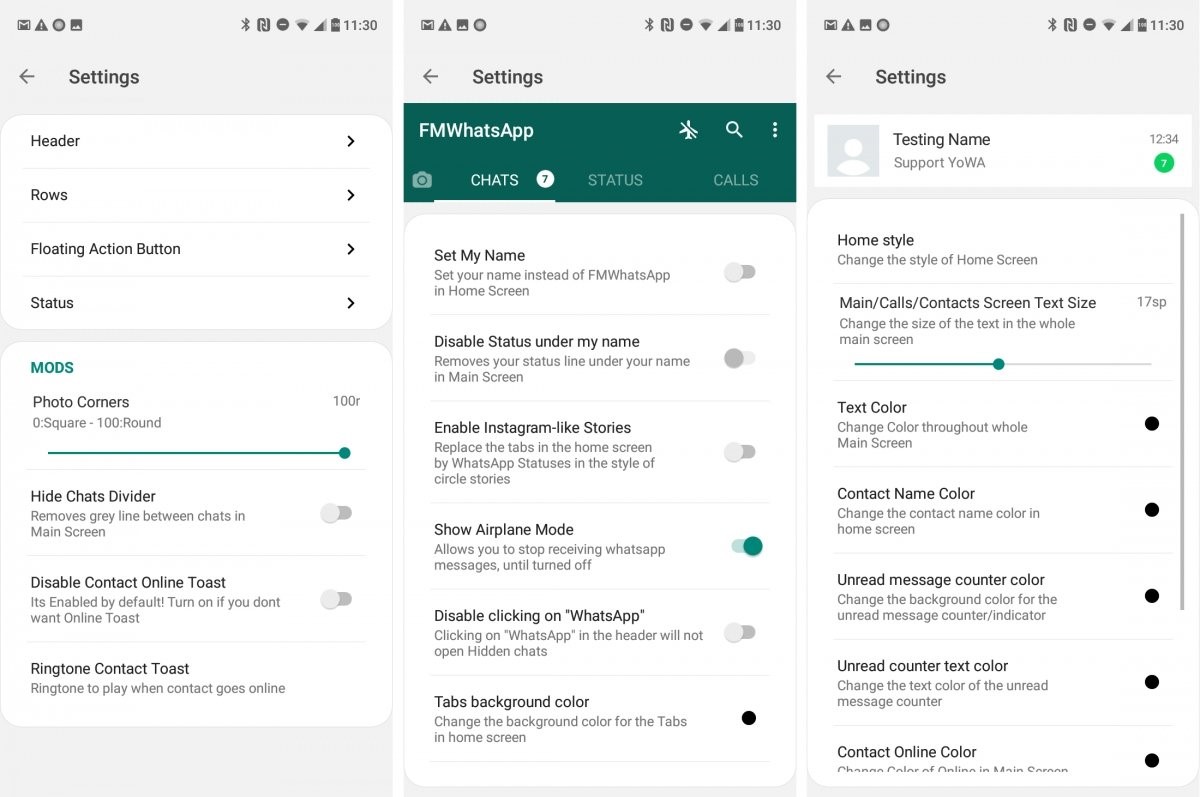 11:30
Settings
Header
Rows
Floating Action Button
Status
MODS
Photo Corners
100r
0:Square - 100:Round
Hide Chats Divider
Removes grey line between chats in
Main Screen
Disable Contact Online Toast
Its Enabled by default! Turn on if you dont
want Online Toast
Ringtone Contact Toast
Ringtone to play when contact goes online
11:30
Settings
FMWhatsApp
CHATS 7 STATUS CALLS
Set My Name
Set your name instead of FMWhatsApp
in Home Screen
Disable Status under my name
Removes your status line under your name
in Main Screen
Enable Instagram-like Stories
Replace the tabs in the home screen
by WhatsApp Statuses in the style of
circle stories
Show Airplane Mode
Allows you to stop receiving whatsapp
messages, until turned off
Disable clicking on "WhatsApp"
Clicking on "WhatsApp" in the header will not
open Hidden chats
Tabs background color
Change the background color for the Tabs
in home screen
11:30
Settings
Testing Name 12:34
Support YoWA 7
Home style
Change the style of Home Screen
Main/Calls/Contacts Screen Text Size 17sp
Change the size of the text in the whole
main screen
Text Color
Change Color throughout whole
Main Screen
Contact Name Color
Change the contact name color in
home screen
Unread message counter color
Change the background color for the
unread message counter/indicator
Unread counter text color
Change the text color of the unread
message counter
Contact Online Color
Change Color of Online in Main Screen